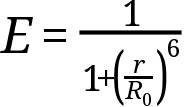 E = 1 / 1+(r/R₀)⁶